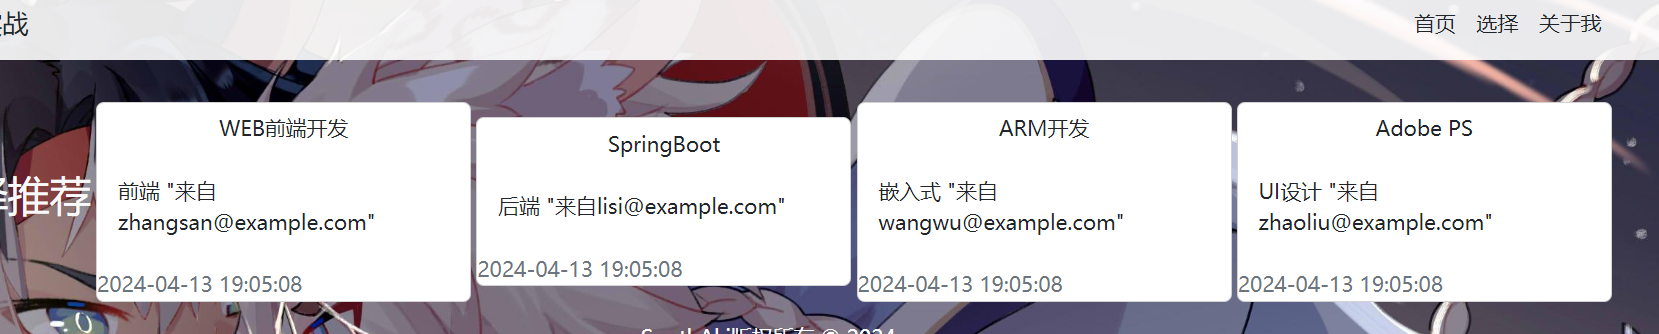 战
首页 选择 关于我
推荐
WEB前端开发
前端 "来自
zhangsan@example.com"
2024-04-13 19:05:08
SpringBoot
后端 "来自lisi@example.com"
2024-04-13 19:05:08
ARM开发
嵌入式 "来自
wangwu@example.com"
2024-04-13 19:05:08
Adobe PS
UI设计 "来自
zhaoliu@example.com"
2024-04-13 19:05:08
版权所有 © 2024